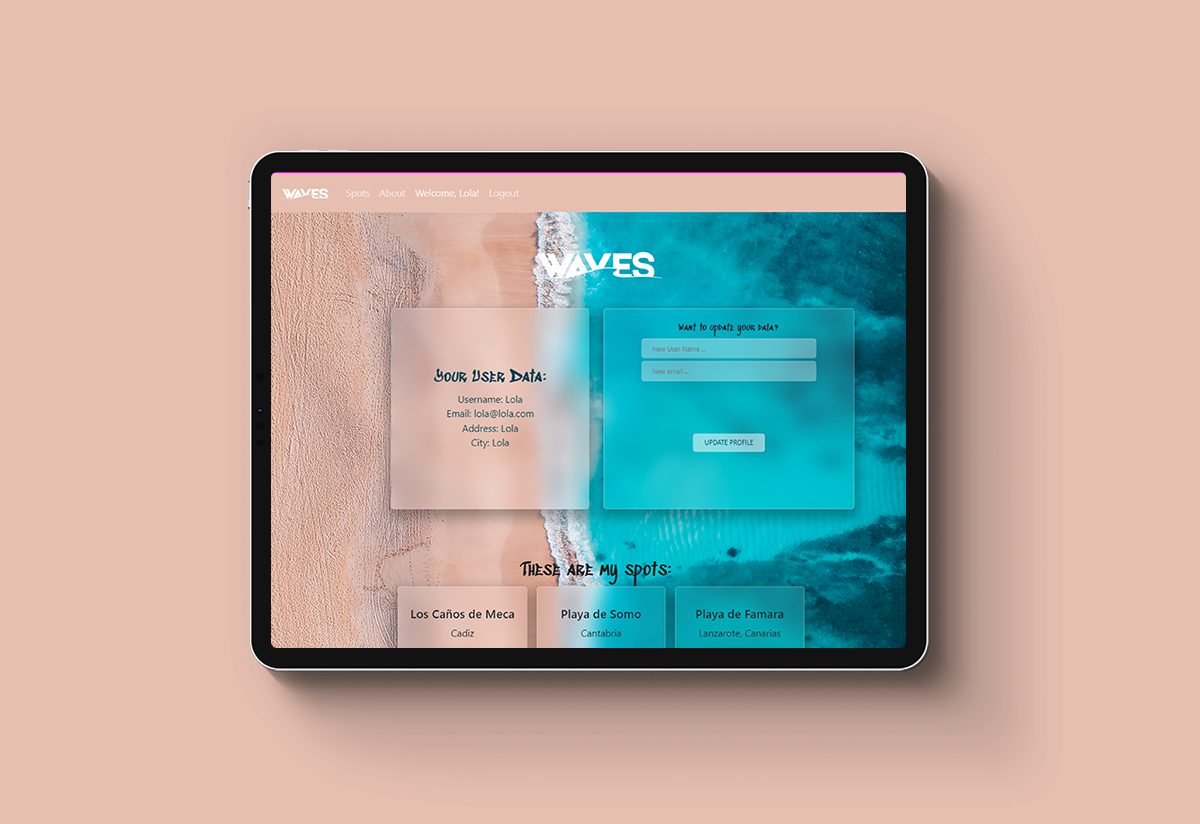 WAVES Spots About Welcome, Lola! Logout
WAVES
Your User Data:
Username: Lola
Email: lola@lola.com
Address: Lola
City: Lola
Want to update your data?
New User Name ...
New email ...
UPDATE PROFILE
These are my spots:
Los Caños de Meca
Cadiz
Playa de Somo
Cantabria
Playa de Famara
Lanzarote, Canarias